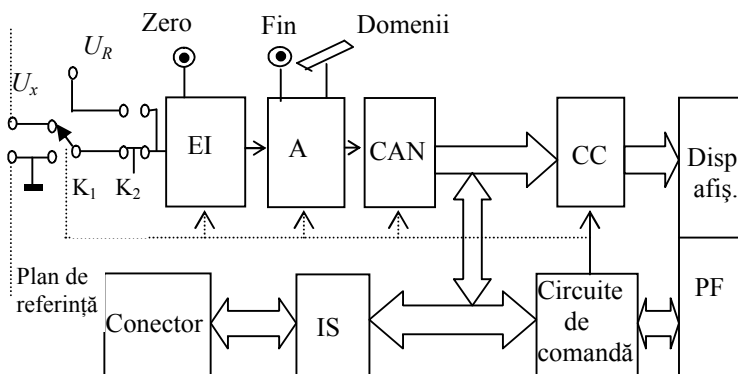 Zero
Fin
Domenii
U_R
U_x
EI
A
CAN
CC
Disp
afiş.
K₁
K₂
Plan de
referinţă
Conector
IS
Circuite
de
comandă
PF